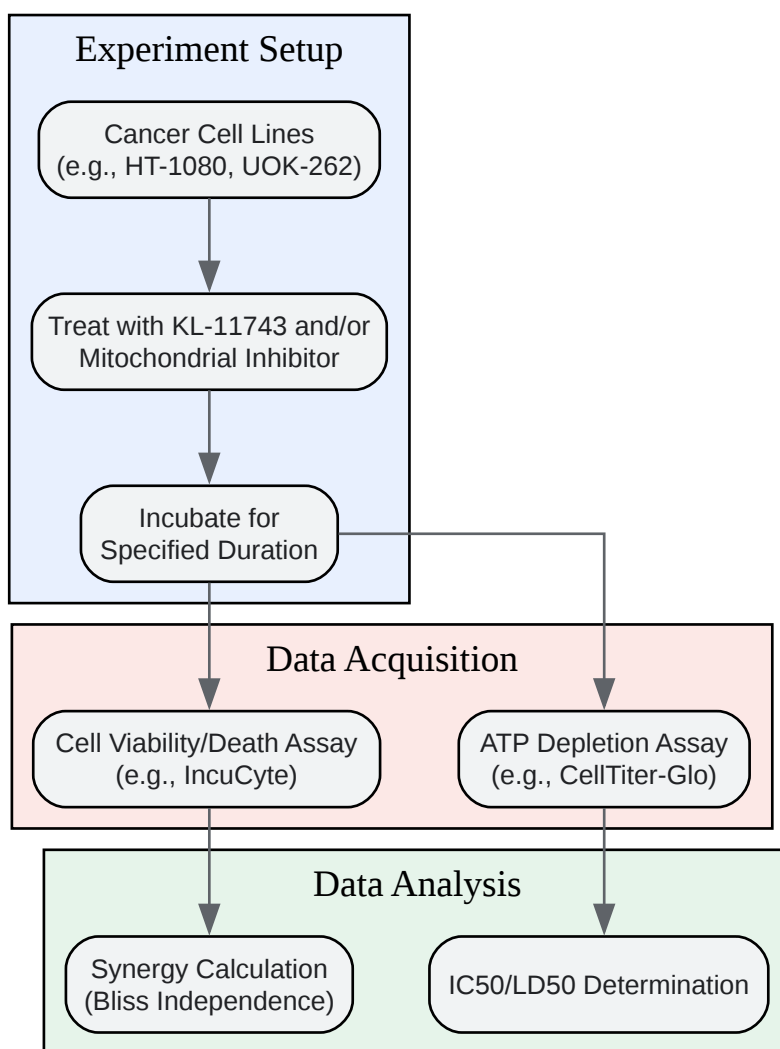 Experiment Setup
Cancer Cell Lines
(e.g., HT-1080, UOK-262)
Treat with KL-11743 and/or
Mitochondrial Inhibitor
Incubate for
Specified Duration
Data Acquisition
Cell Viability/Death Assay
(e.g., IncuCyte)
ATP Depletion Assay
(e.g., CellTiter-Glo)
Data Analysis
Synergy Calculation
(Bliss Independence)
IC50/LD50 Determination